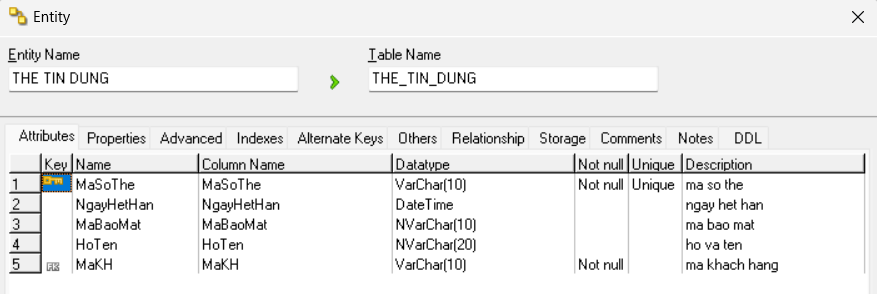 Entity
Entity Name Table Name
THE TIN DUNG THE_TIN_DUNG
Attributes Properties Advanced Indexes Alternate Keys Others Relationship Storage Comments Notes DDL
Key Name Column Name Datatype Not null Unique Description
1 MaSoThe MaSoThe VarChar(10) Not null Unique ma so the
2 NgayHetHan NgayHetHan DateTime ngay het han
3 MaBaoMat MaBaoMat NVarChar(10) ma bao mat
4 HoTen HoTen NVarChar(20) ho va ten
5 FK MaKH MaKH VarChar(10) Not null ma khach hang